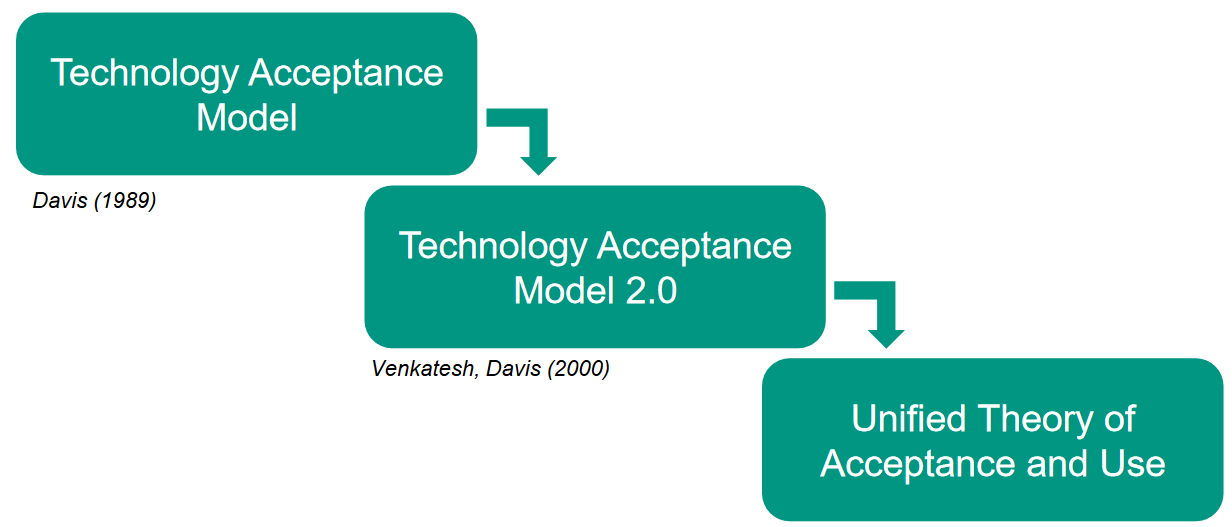 Technology Acceptance
Model
Davis (1989)
Technology Acceptance
Model 2.0
Venkatesh, Davis (2000)
Unified Theory of
Acceptance and Use